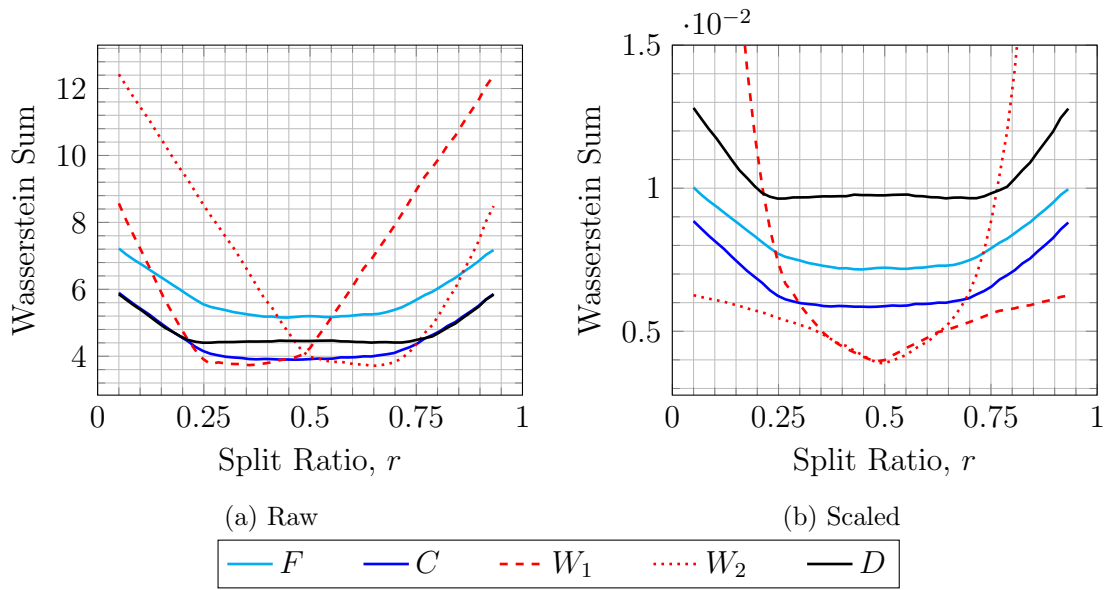 ·10⁻²
Wasserstein Sum
12
10
8
6
4
0
0.25
0.5
0.75
1
Split Ratio, r
(a) Raw
Wasserstein Sum
1.5
1
0.5
0
0.25
0.5
0.75
1
Split Ratio, r
(b) Scaled
F C W₁ W₂ D